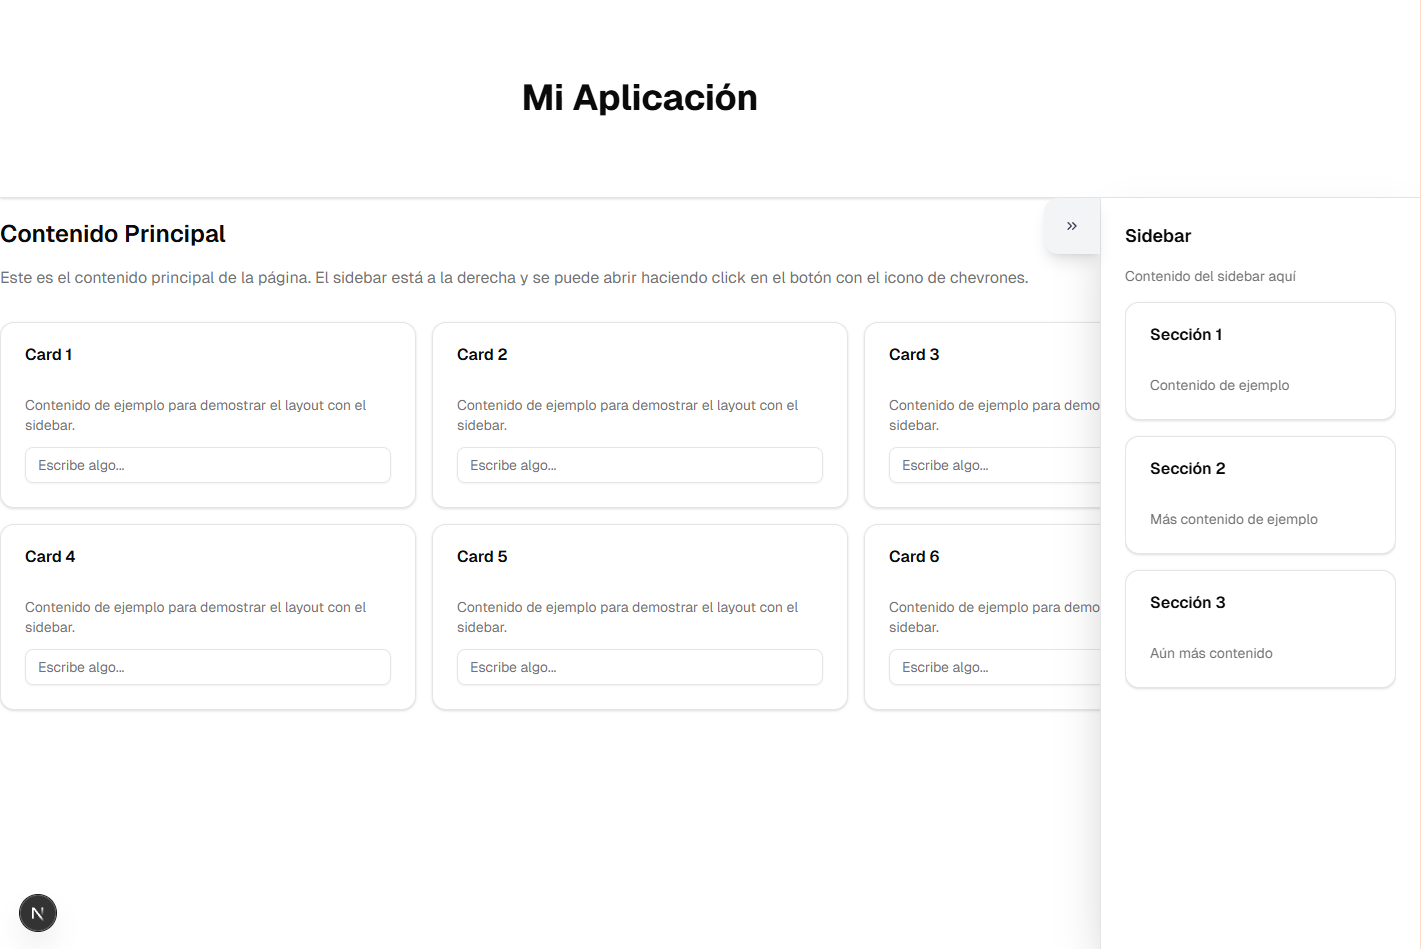 Mi Aplicación
Contenido Principal
Este es el contenido principal de la página. El sidebar está a la derecha y se puede abrir haciendo click en el botón con el icono de chevrones.
Card 1
Contenido de ejemplo para demostrar el layout con el
sidebar.
Escribe algo...
Card 2
Contenido de ejemplo para demostrar el layout con el
sidebar.
Escribe algo...
Card 3
Contenido de ejemplo para demo
sidebar.
Escribe algo...
Card 4
Contenido de ejemplo para demostrar el layout con el
sidebar.
Escribe algo...
Card 5
Contenido de ejemplo para demostrar el layout con el
sidebar.
Escribe algo...
Card 6
Contenido de ejemplo para demo
sidebar.
Escribe algo...
»
Sidebar
Contenido del sidebar aquí
Sección 1
Contenido de ejemplo
Sección 2
Más contenido de ejemplo
Sección 3
Aún más contenido
N